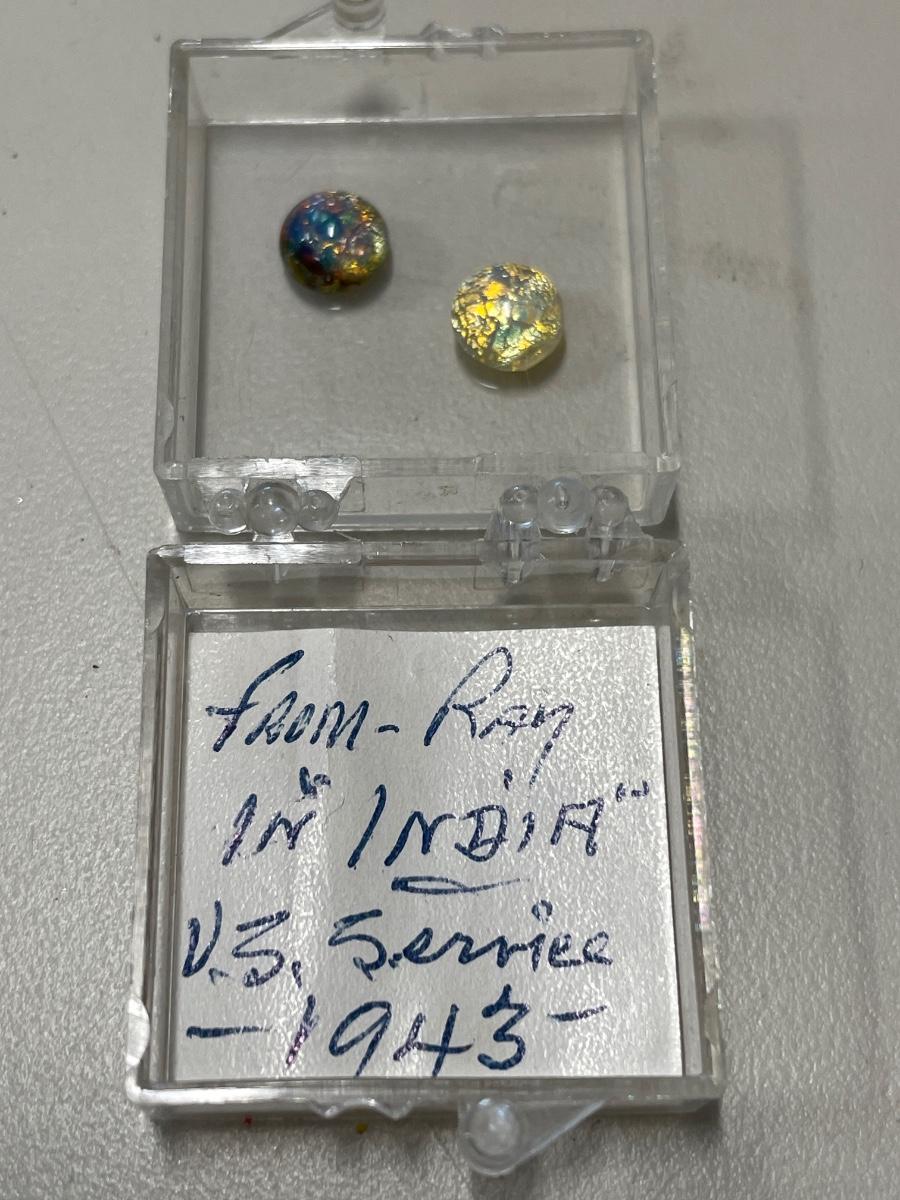 From - Ray
in "India"
U.S. Service
- 1943 -